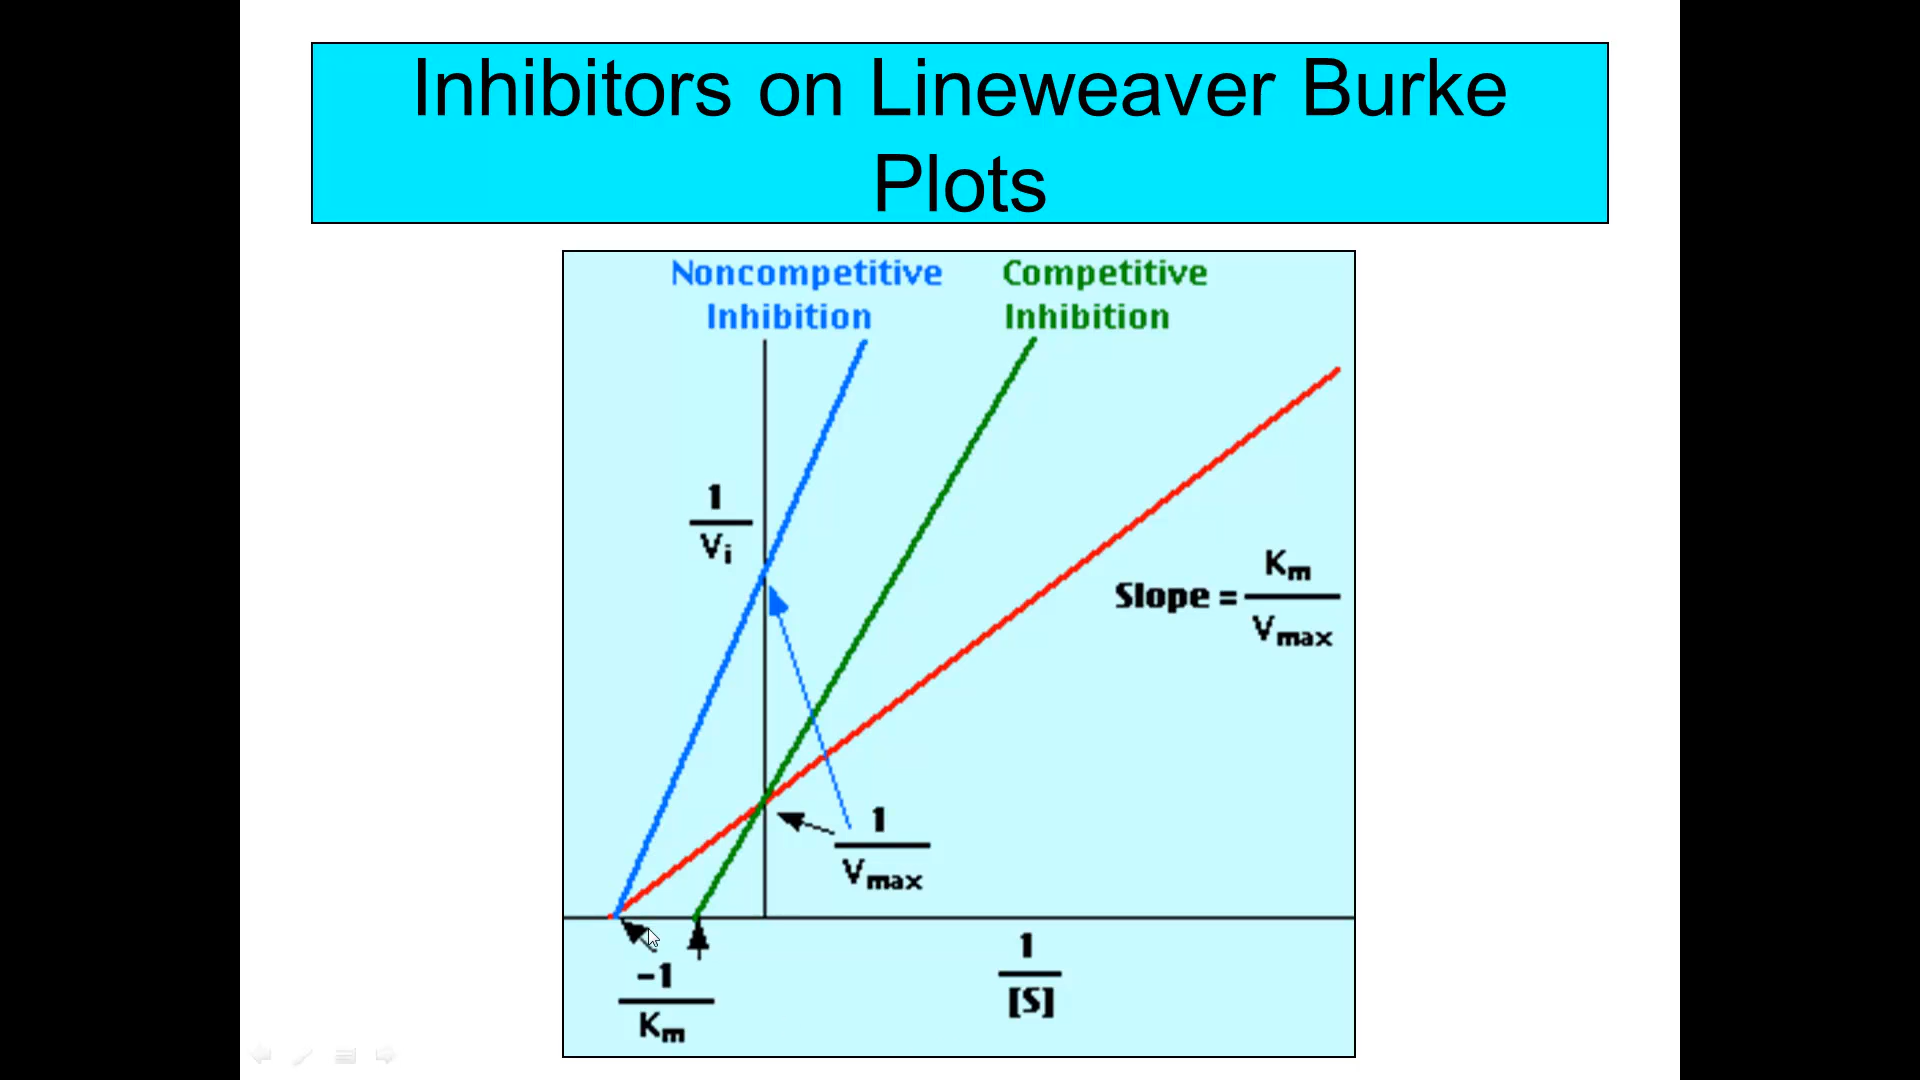 Inhibitors on Lineweaver Burke
Plots
Noncompetitive
Inhibition
Competitive
Inhibition
1
Vi
Slope =
Km
Vmax
1
Vmax
-1
Km
1
[S]